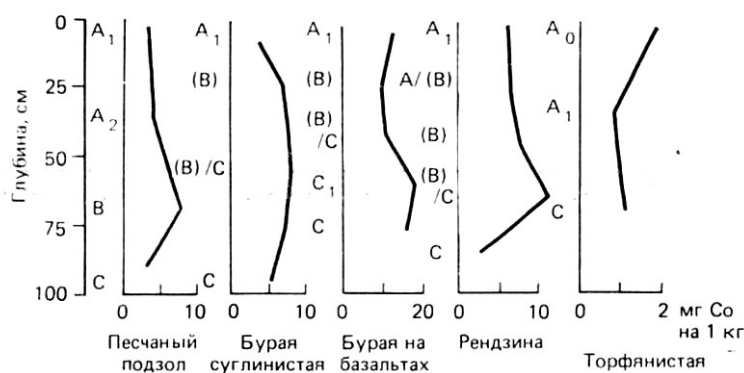 Глубина, см
0
25
50
75
100
A1
A2
B
C
A1
(B)
(B)/C
C
A1
(B)
(B)
/C
C1
C
A1
A/(B)
(B)
(B)
/C
C
A0
A1
C
0 10
0 10
0 20
0 10
0 2
мг Co
на 1 кг
Песчаный
подзол
Бурая
суглинистая
Бурая на
базальтах
Рендзина
Торфянистая